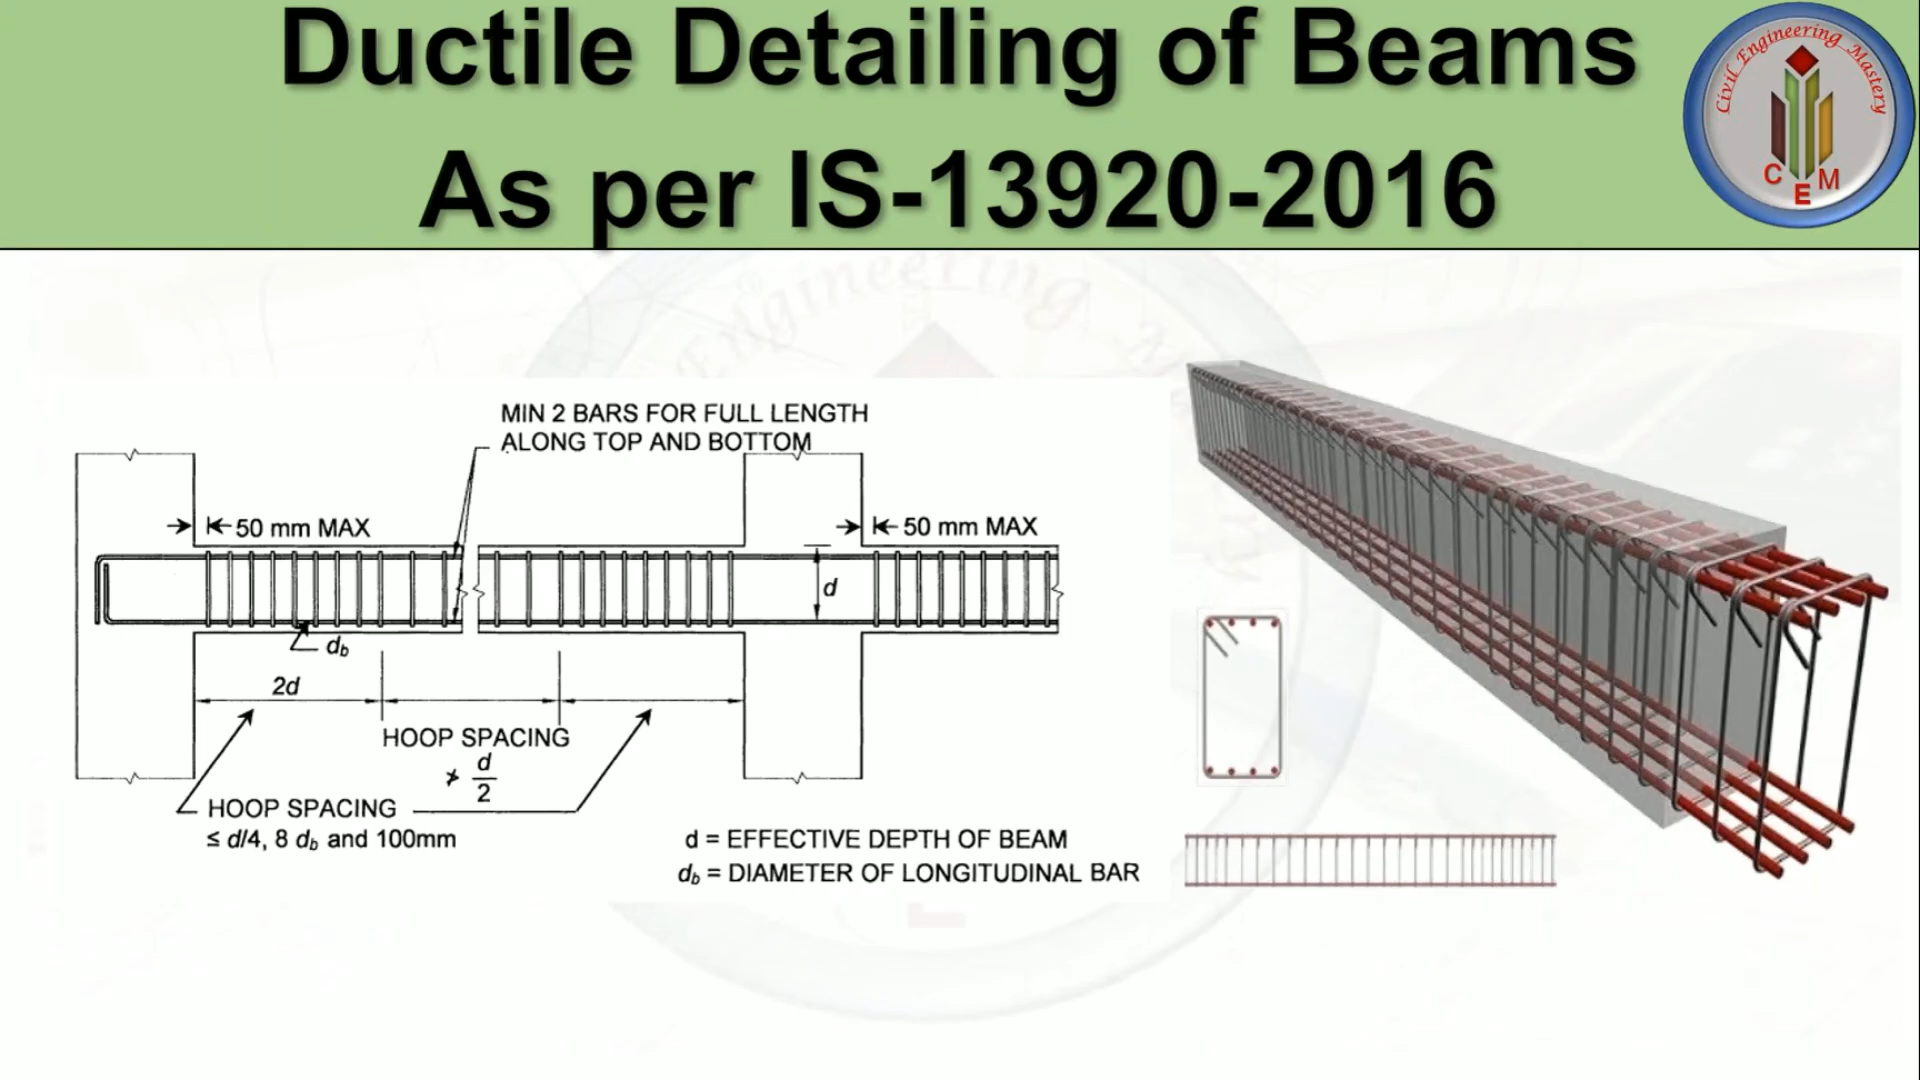 Ductile Detailing of Beams
As per IS-13920-2016
Civil Engineering Mastery
C E M
MIN 2 BARS FOR FULL LENGTH
ALONG TOP AND BOTTOM
50 mm MAX
50 mm MAX
d
db
2d
HOOP SPACING
≯ d/2
HOOP SPACING
≤ d/4, 8 db and 100mm
d = EFFECTIVE DEPTH OF BEAM
db = DIAMETER OF LONGITUDINAL BAR